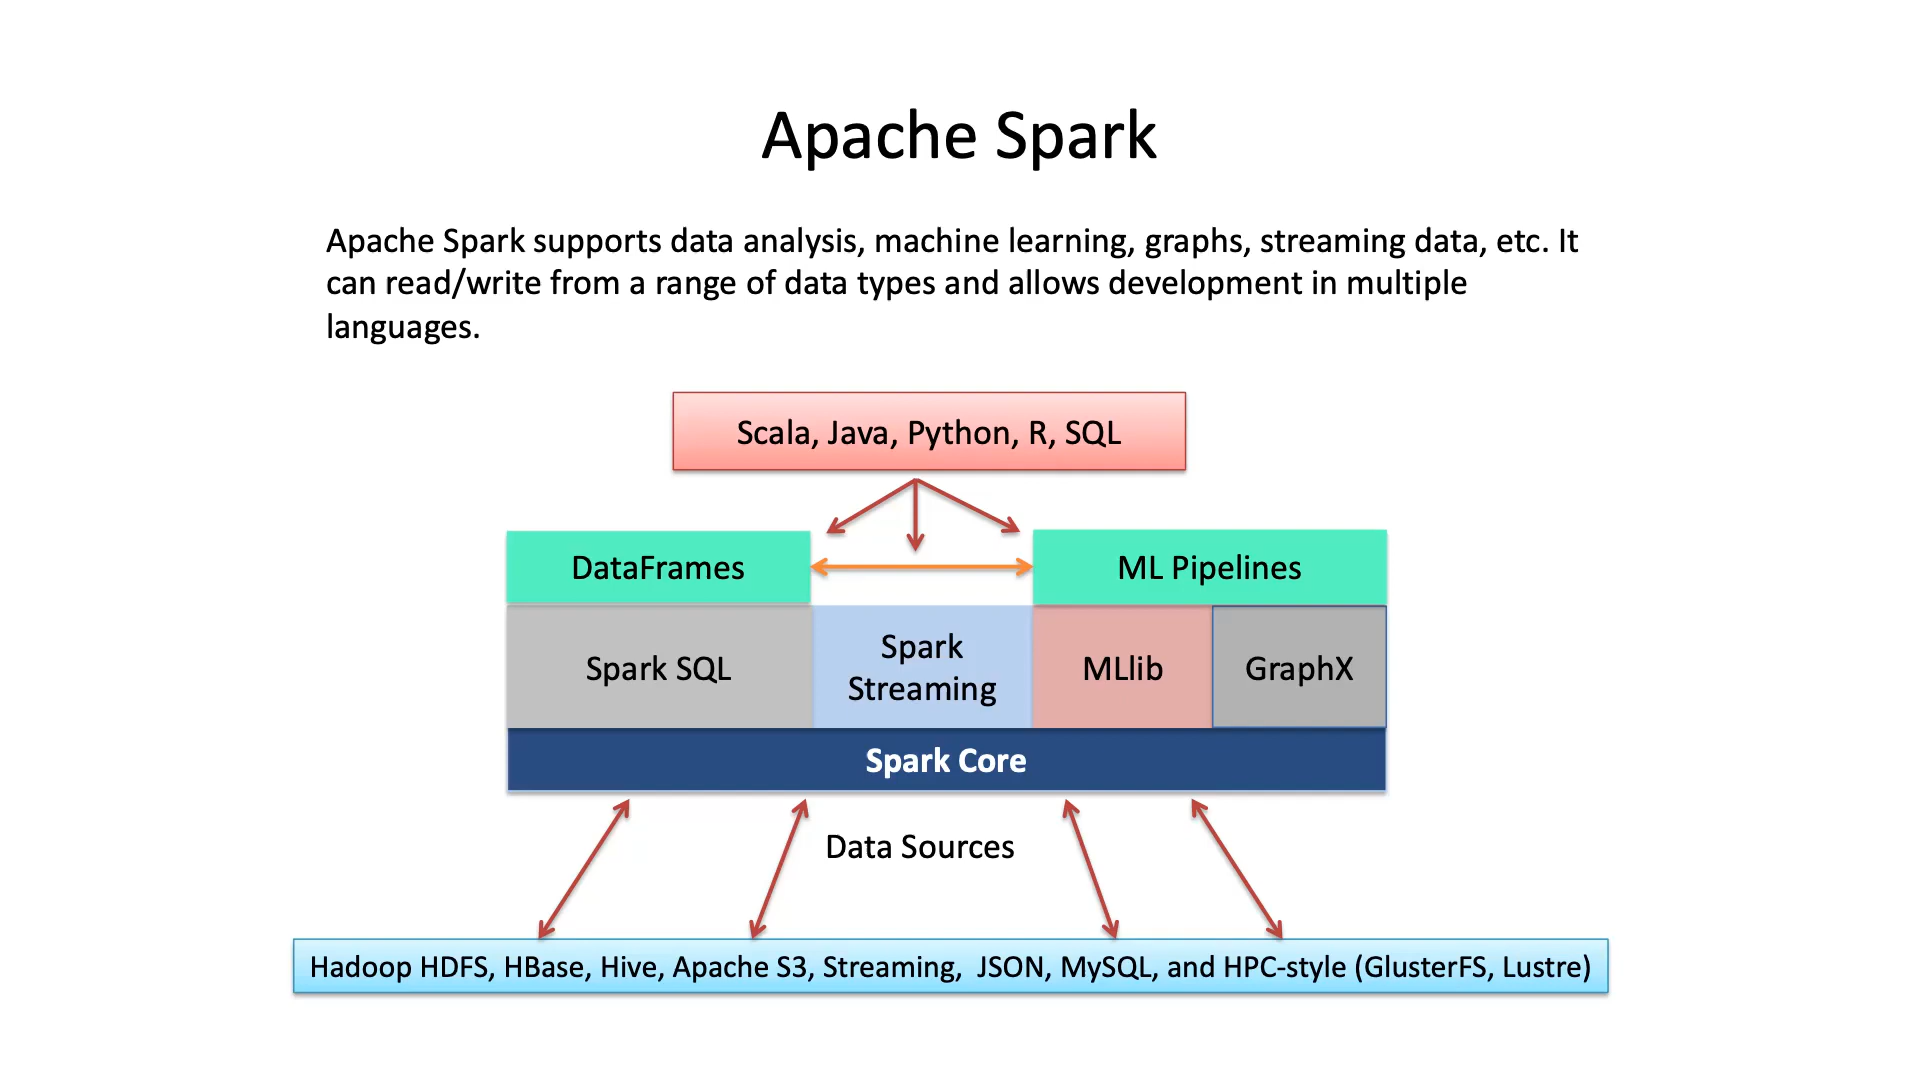 Apache Spark
Apache Spark supports data analysis, machine learning, graphs, streaming data, etc. It
can read/write from a range of data types and allows development in multiple
languages.
Scala, Java, Python, R, SQL
DataFrames
ML Pipelines
Spark SQL
Spark
Streaming
MLlib
GraphX
Spark Core
Data Sources
Hadoop HDFS, HBase, Hive, Apache S3, Streaming, JSON, MySQL, and HPC-style (GlusterFS, Lustre)